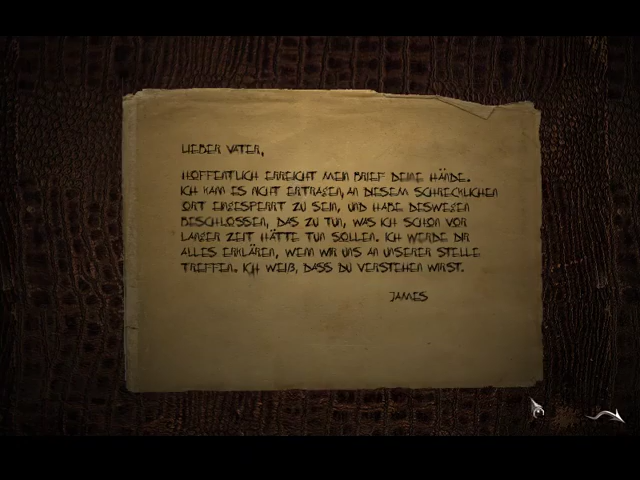 LIEBER VATER,
HOFFENTLICH ERREICHT MEIN BRIEF DEINE HÄNDE.
ICH KANN ES NICHT ERTRAGEN, AN DIESEM SCHRECKLICHEN
ORT EINGESPERRT ZU SEIN, UND HABE DESWEGEN
BESCHLOSSEN, DAS ZU TUN, WAS ICH SCHON VOR
LANGER ZEIT HÄTTE TUN SOLLEN. ICH WERDE DIR
ALLES ERKLÄREN, WENN WIR UNS AN UNSERER STELLE
TREFFEN. ICH WEIß, DASS DU VERSTEHEN WIRST.
JAMES